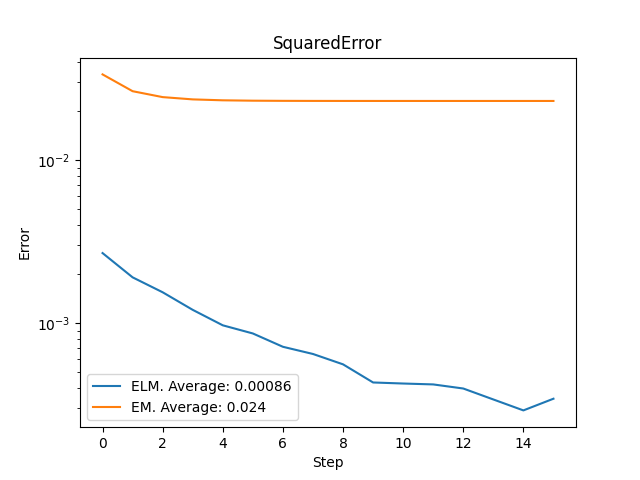 SquaredError
Error
10⁻²
10⁻³
ELM. Average: 0.00086
EM. Average: 0.024
0 2 4 6 8 10 12 14
Step